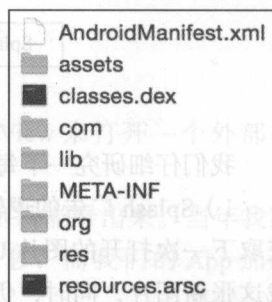 AndroidManifest.xml
assets
classes.dex
com
lib
META-INF
org
res
resources.arsc